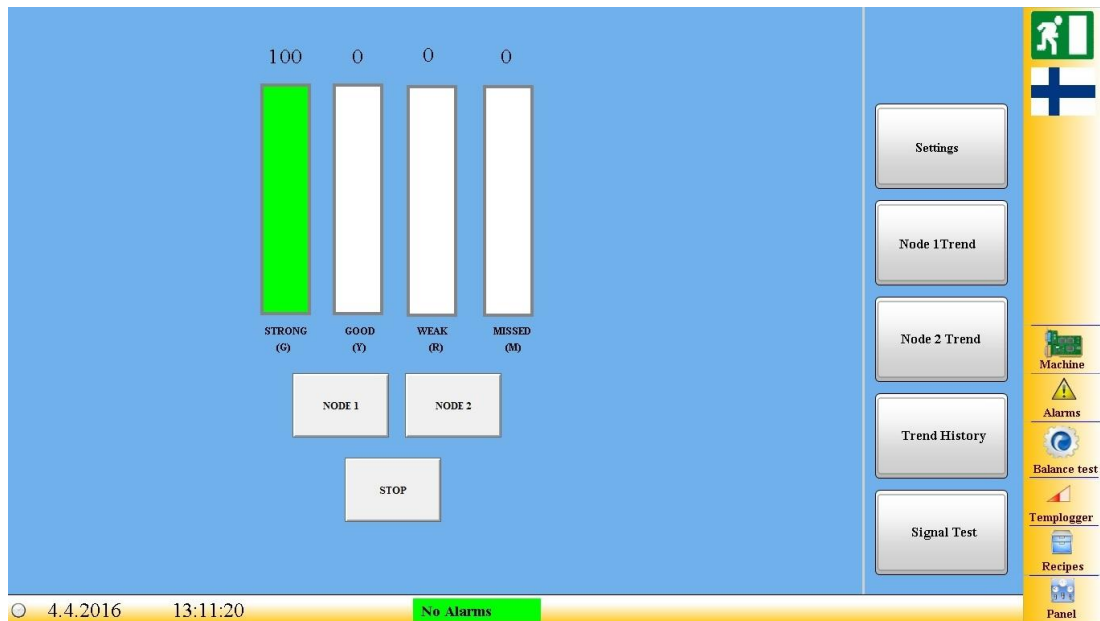 100 0 0 0
STRONG GOOD WEAK MISSED
(G) (Y) (R) (M)
NODE 1 NODE 2
STOP
Settings
Node 1Trend
Node 2 Trend
Trend History
Signal Test
Machine
Alarms
Balance test
Templogger
Recipes
Panel
4.4.2016 13:11:20 No Alarms